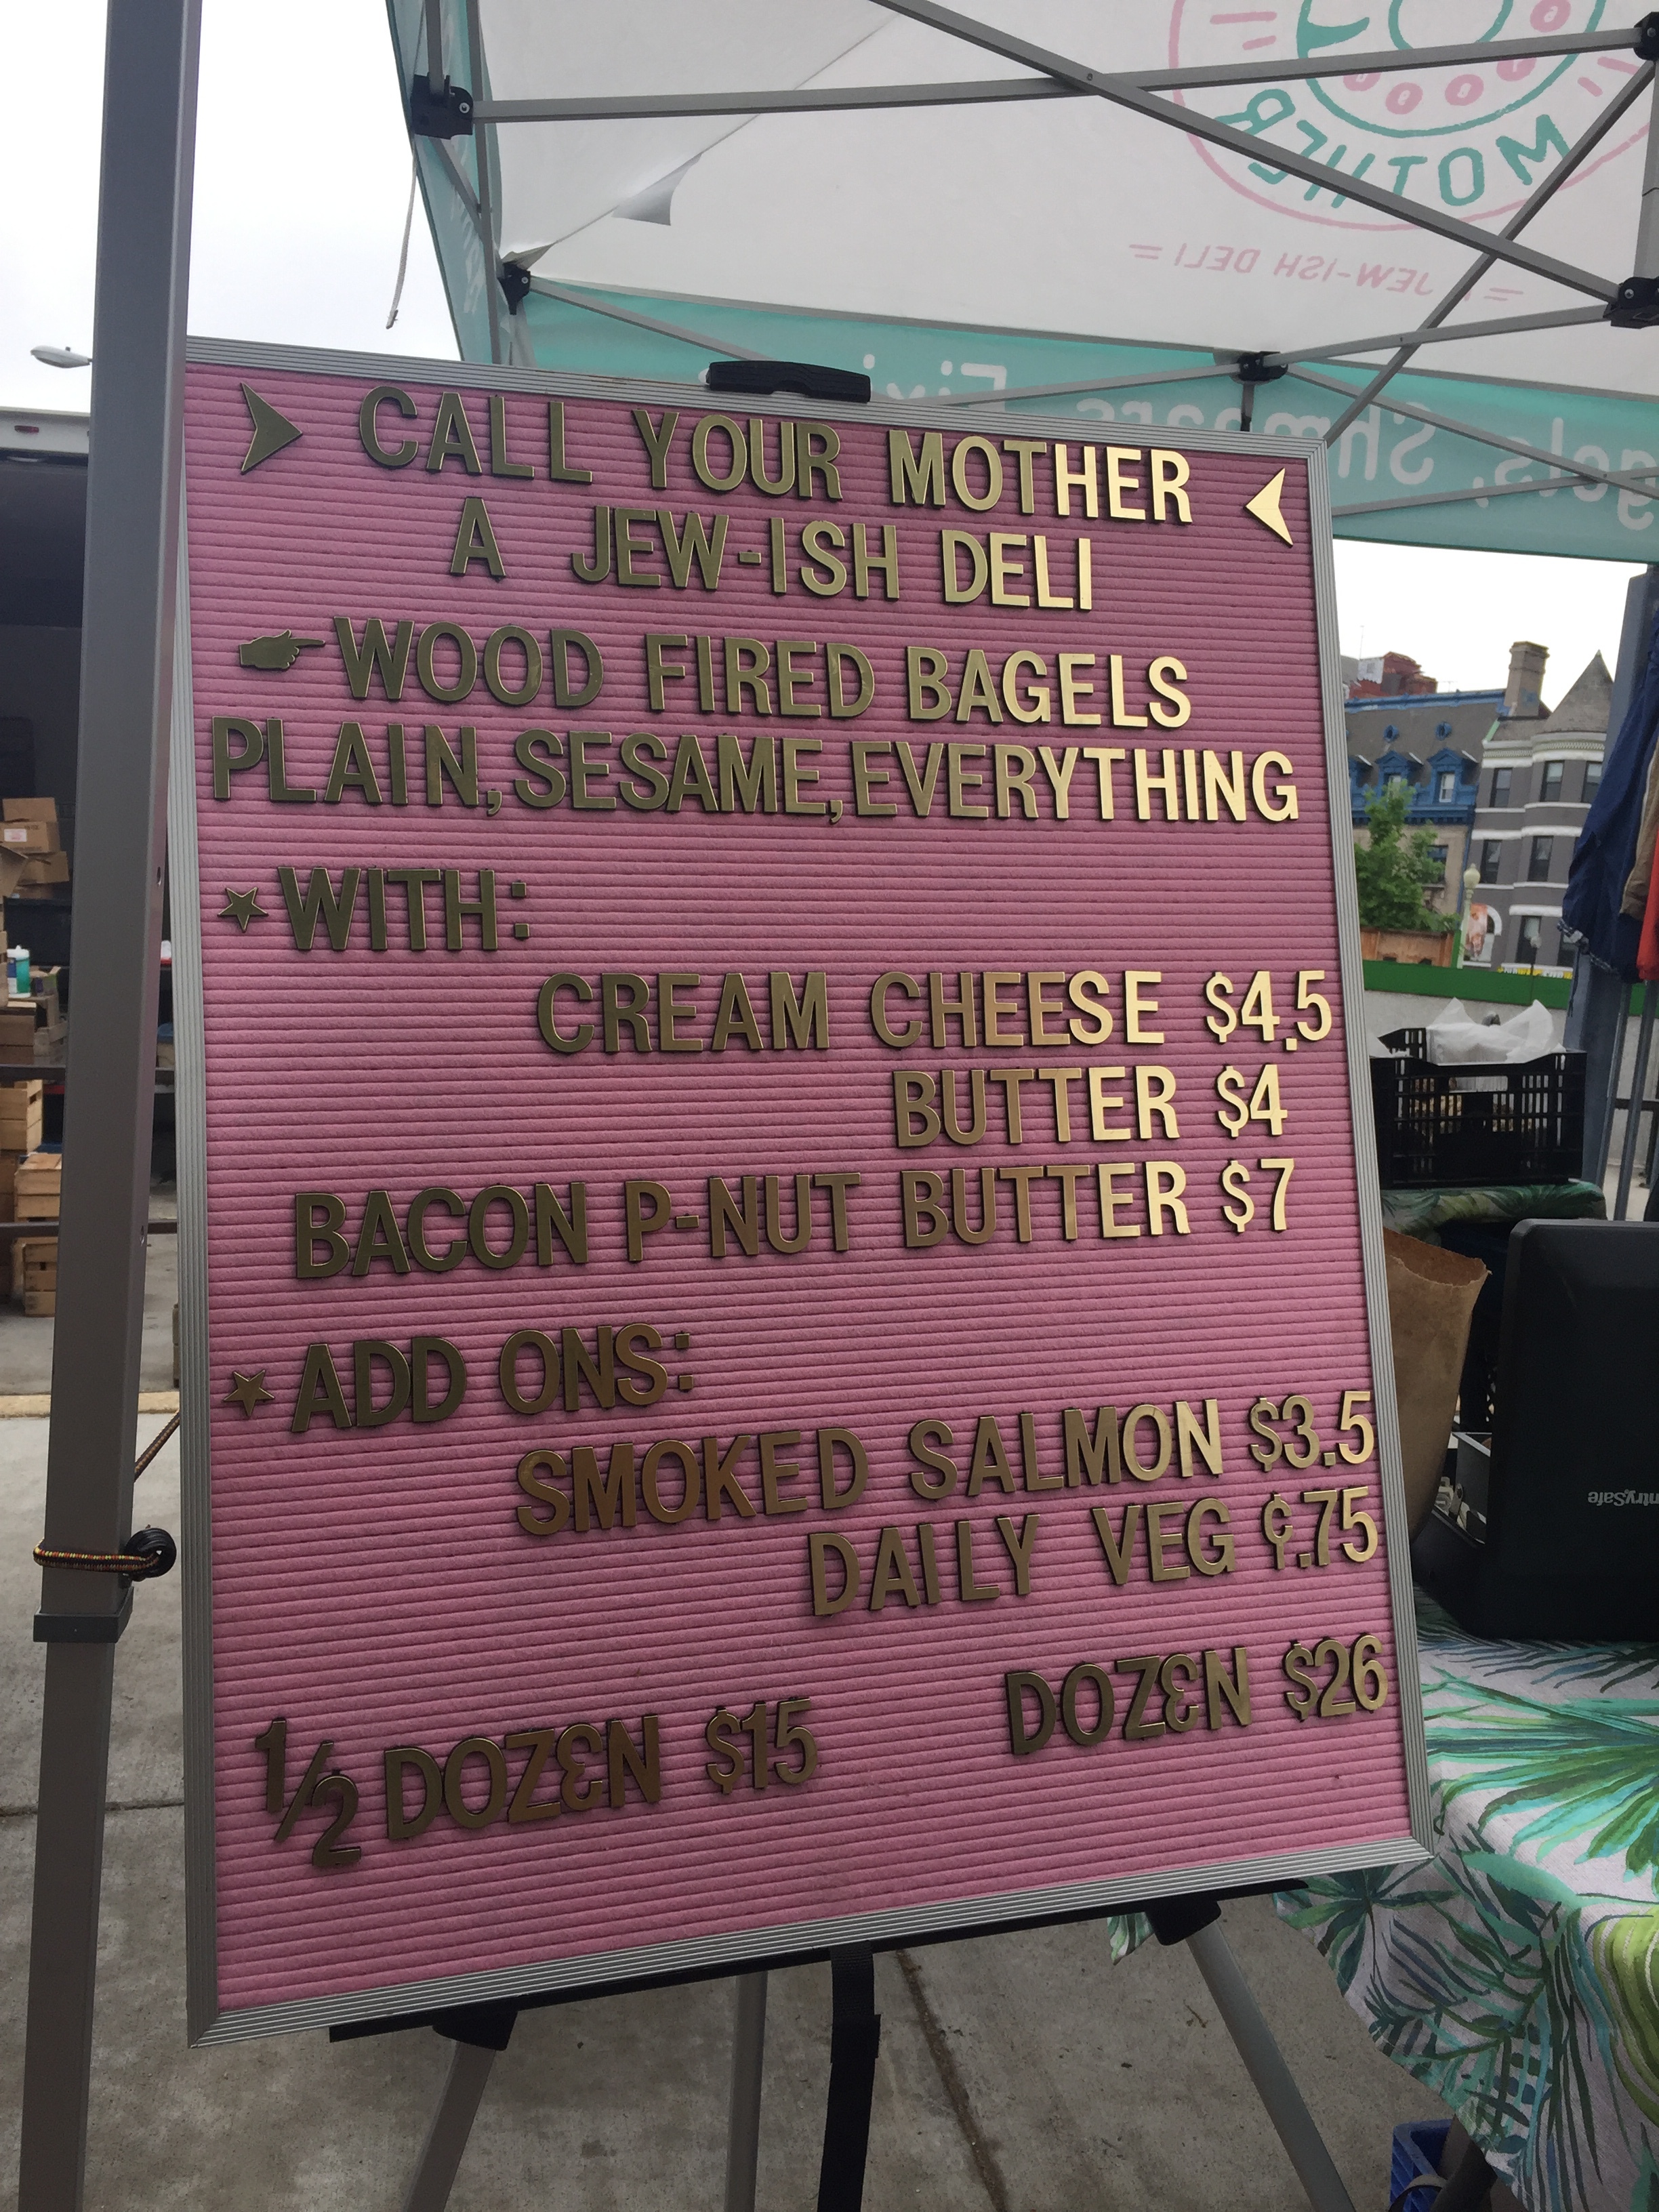 MOTHER
= JEW-ISH DELI =
Shmears,
CALL YOUR MOTHER
A JEW-ISH DELI
WOOD FIRED BAGELS
PLAIN, SESAME, EVERYTHING
WITH:
CREAM CHEESE $4.5
BUTTER $4
BACON P-NUT BUTTER $7
ADD ONS:
SMOKED SALMON $3.5
DAILY VEG ¢.75
DOZEN $26
1/2 DOZEN $15